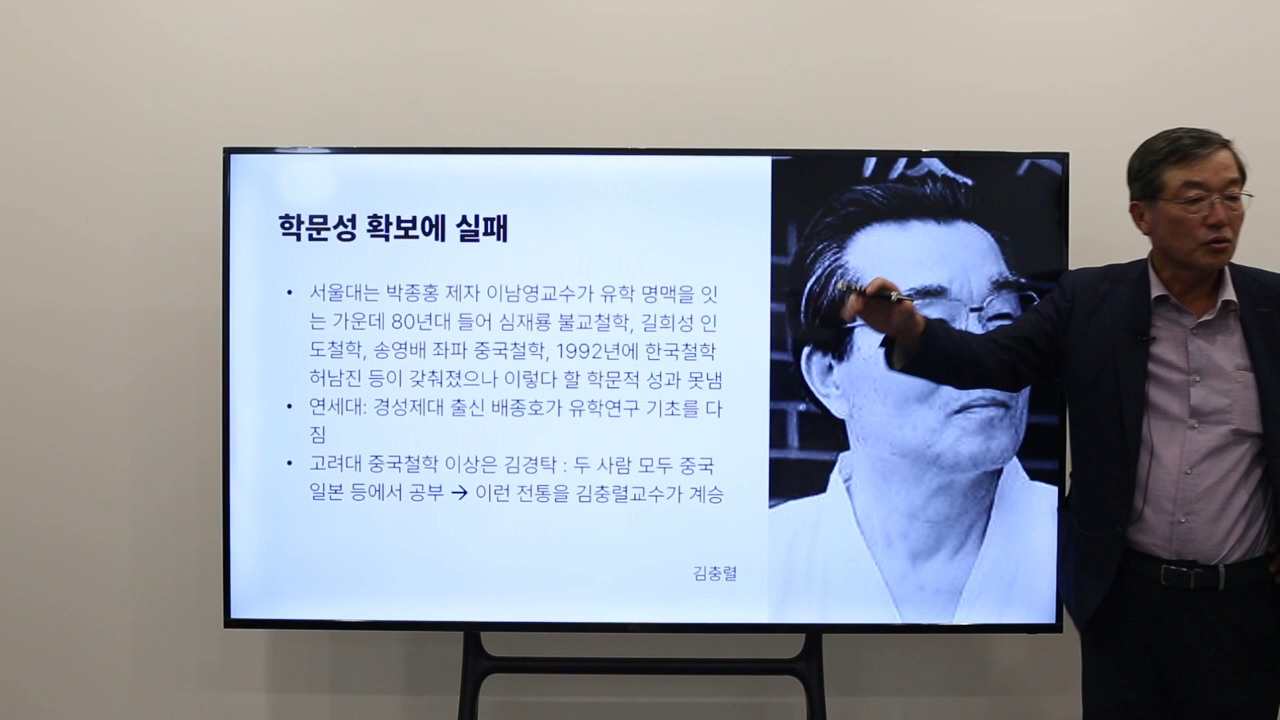 학문성 확보에 실패
• 서울대는 박종홍 제자 이남영교수가 유학 명맥을 잇
는 가운데 80년대 들어 심재룡 불교철학, 길희성 인
도철학, 송영배 좌파 중국철학, 1992년에 한국철학
허남진 등이 갖춰졌으나 이렇다 할 학문적 성과 못냄
• 연세대: 경성제대 출신 배종호가 유학연구 기초를 다
짐
• 고려대 중국철학 이상은 김경탁 : 두 사람 모두 중국
일본 등에서 공부 → 이런 전통을 김충렬교수가 계승
김충렬